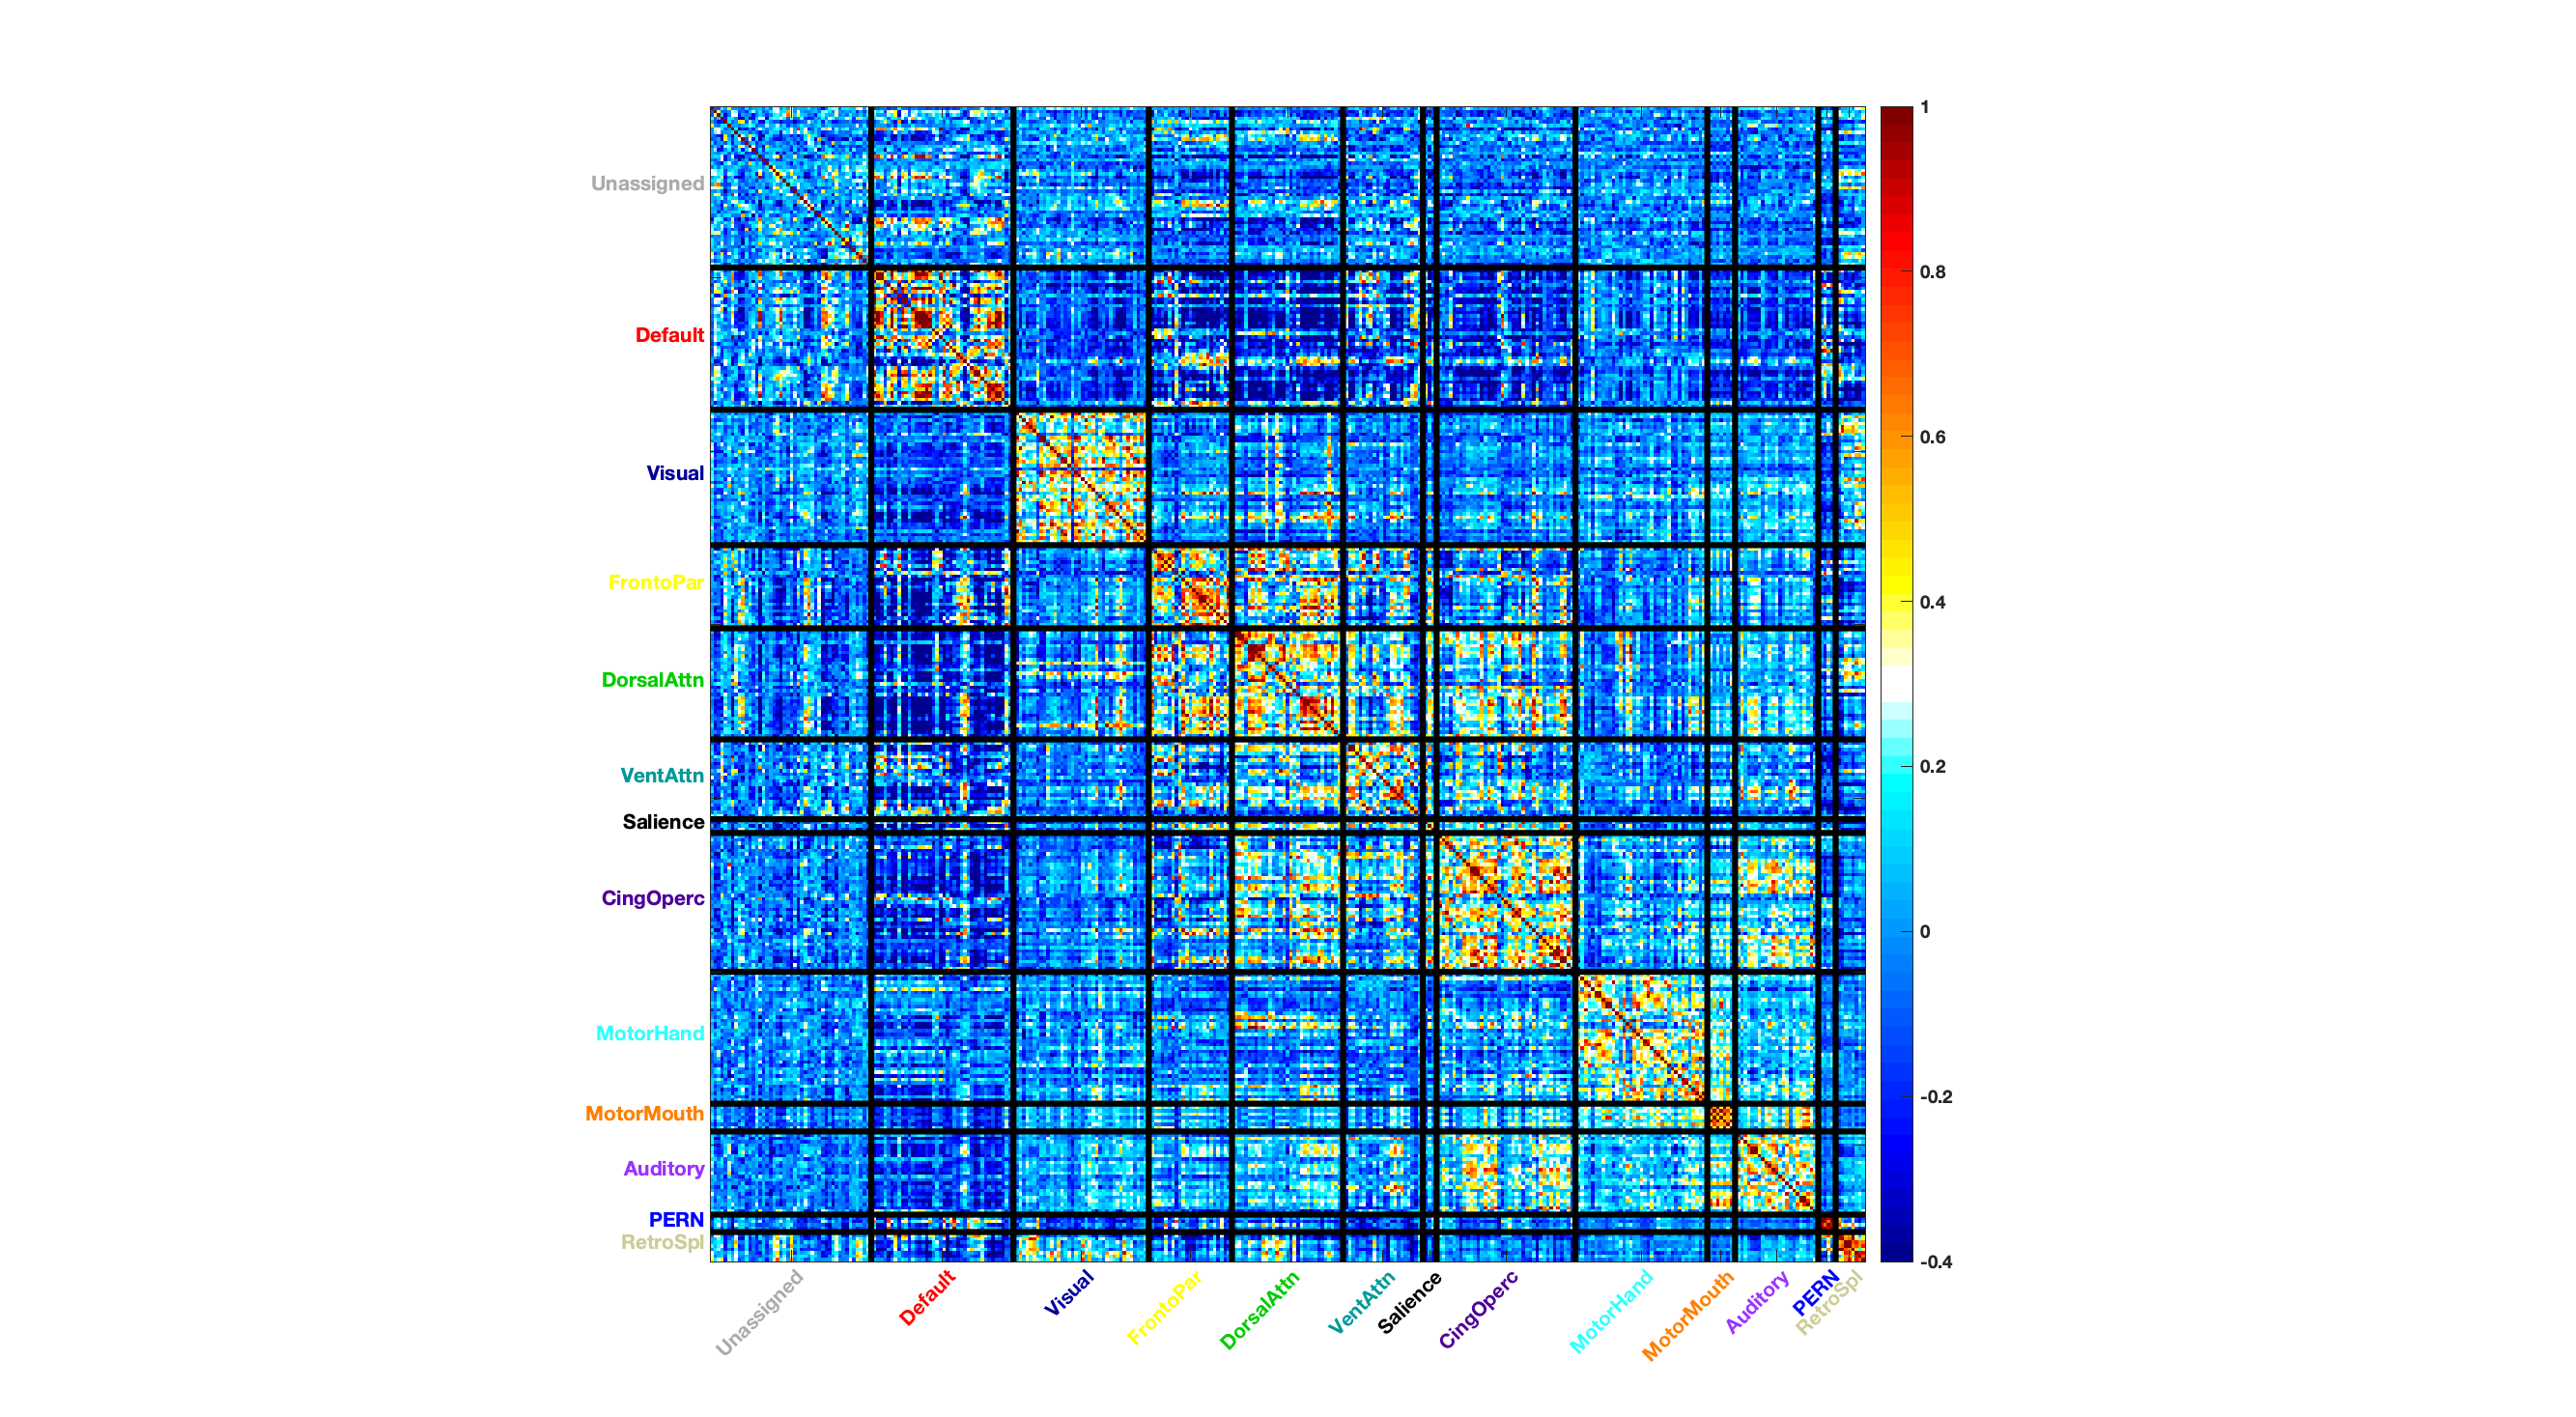 Unassigned
Default
Visual
FrontoPar
DorsalAttn
VentAttn
Salience
CingOperc
MotorHand
MotorMouth
Auditory
PERN
RetroSpl
Unassigned
Default
Visual
FrontoPar
DorsalAttn
VentAttn
Salience
CingOperc
MotorHand
MotorMouth
Auditory
PERN
RetroSpl
1
0.8
0.6
0.4
0.2
0
-0.2
-0.4